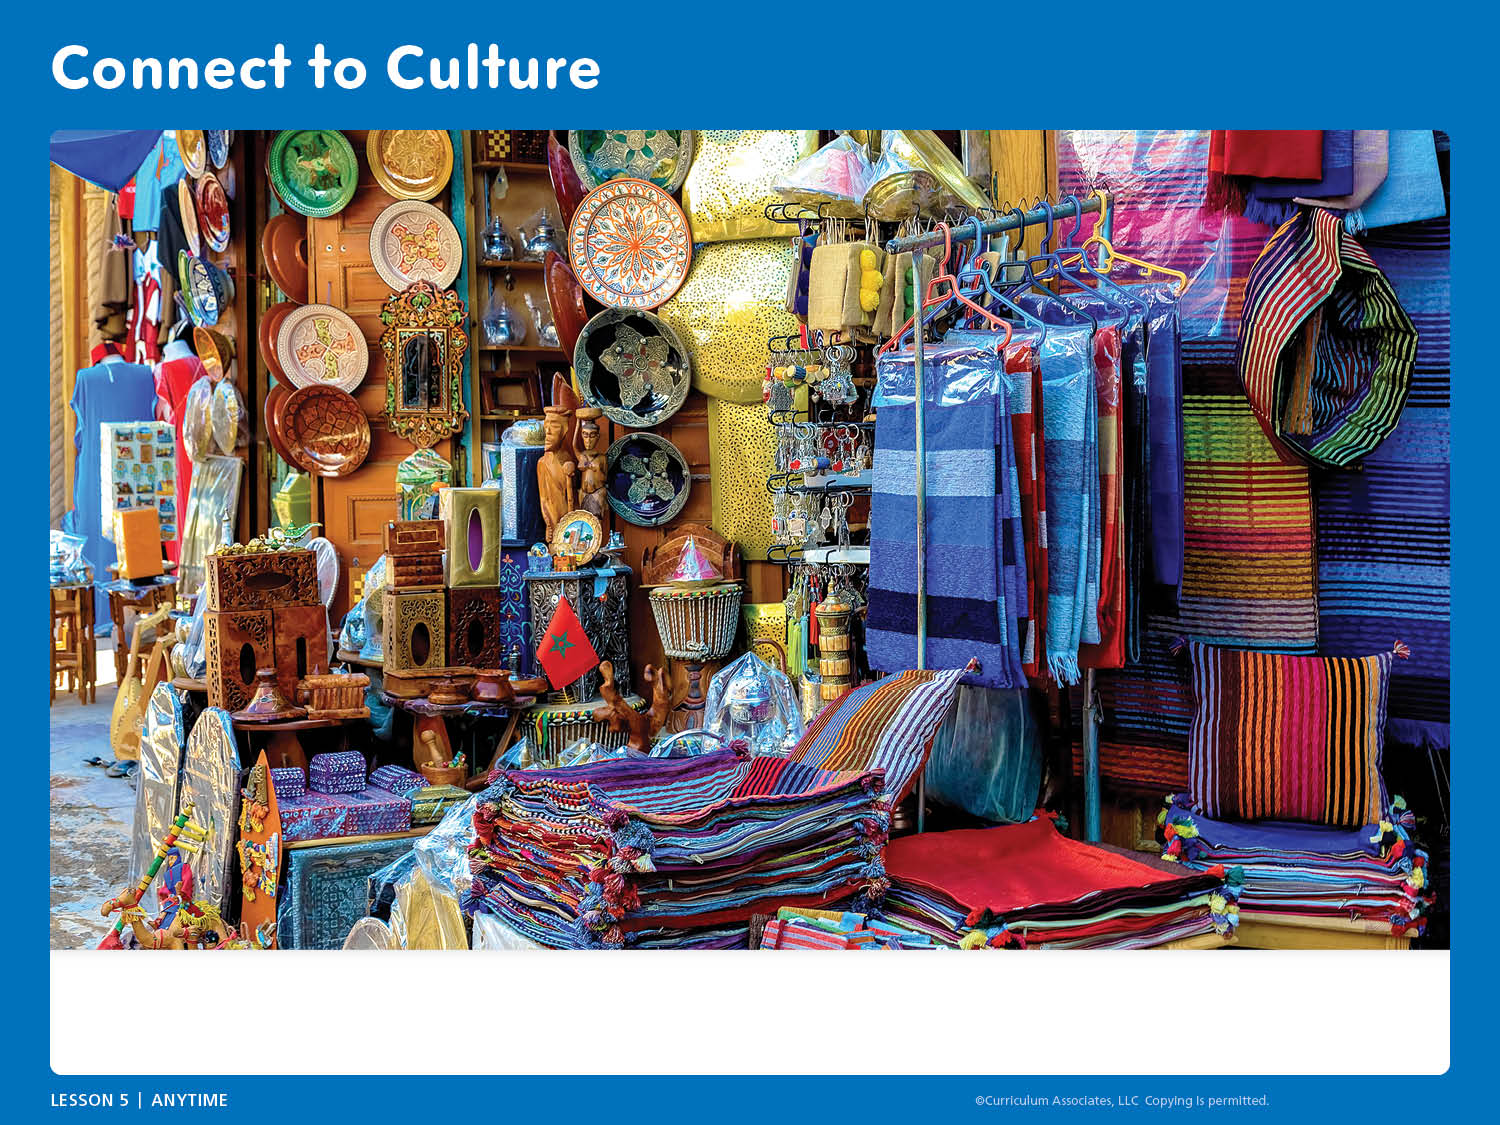 Connect to Culture
LESSON 5 | ANYTIME
©Curriculum Associates, LLC Copying is permitted.